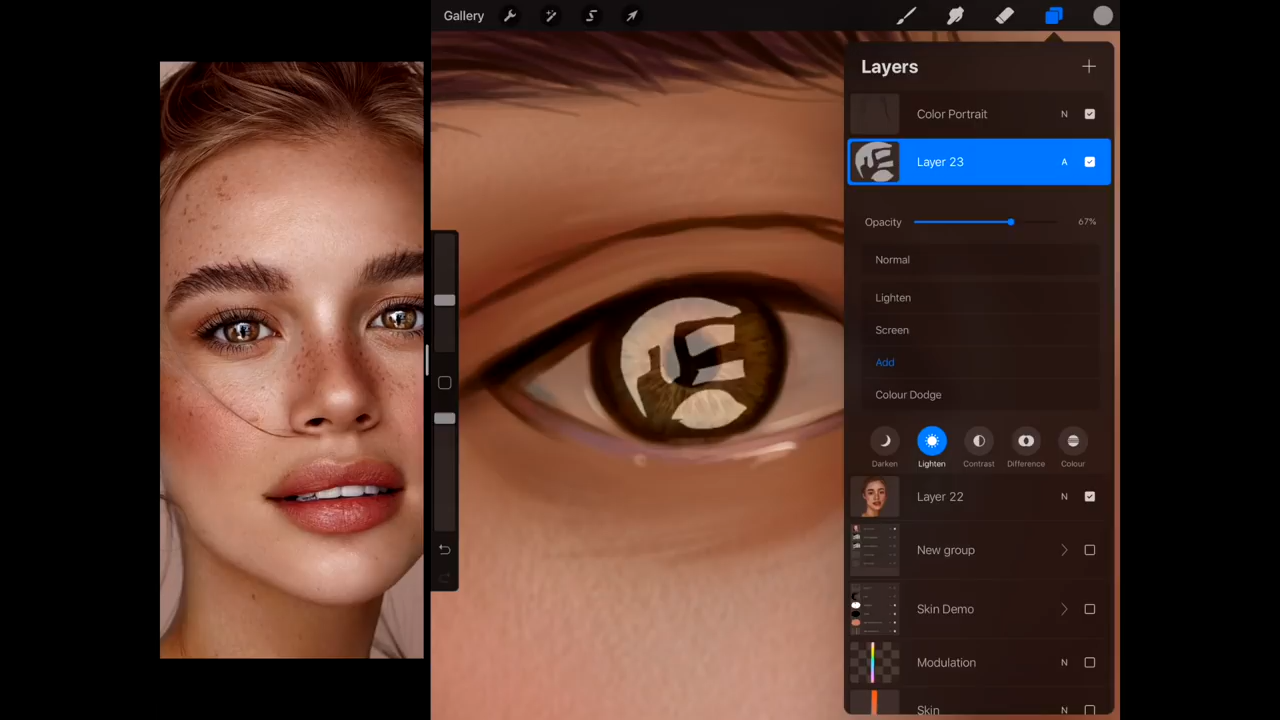 Gallery
Layers
Color Portrait N
Layer 23 A
Opacity 67%
Normal
Lighten
Screen
Add
Colour Dodge
Darken Lighten Contrast Difference Colour
Layer 22 N
New group
Skin Demo
Modulation N
Skin